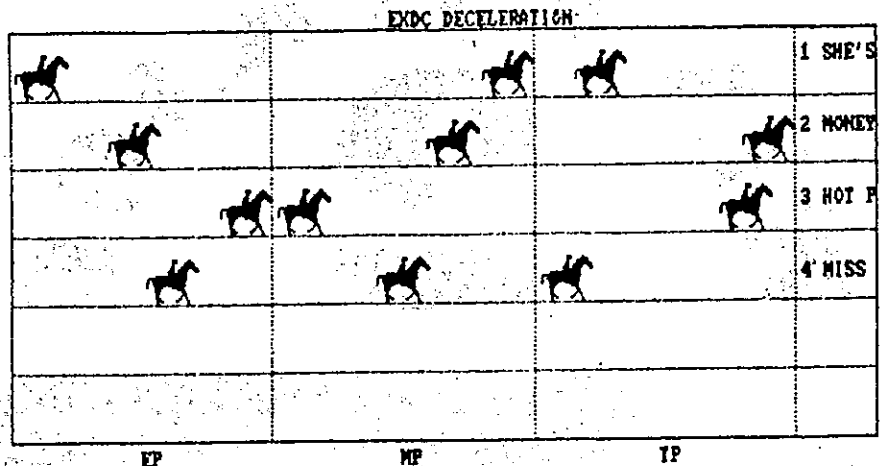 EXDC DECELERATION
1 SHE'S
2 MONEY
3 HOT P
4 MISS
EP
MP
TP